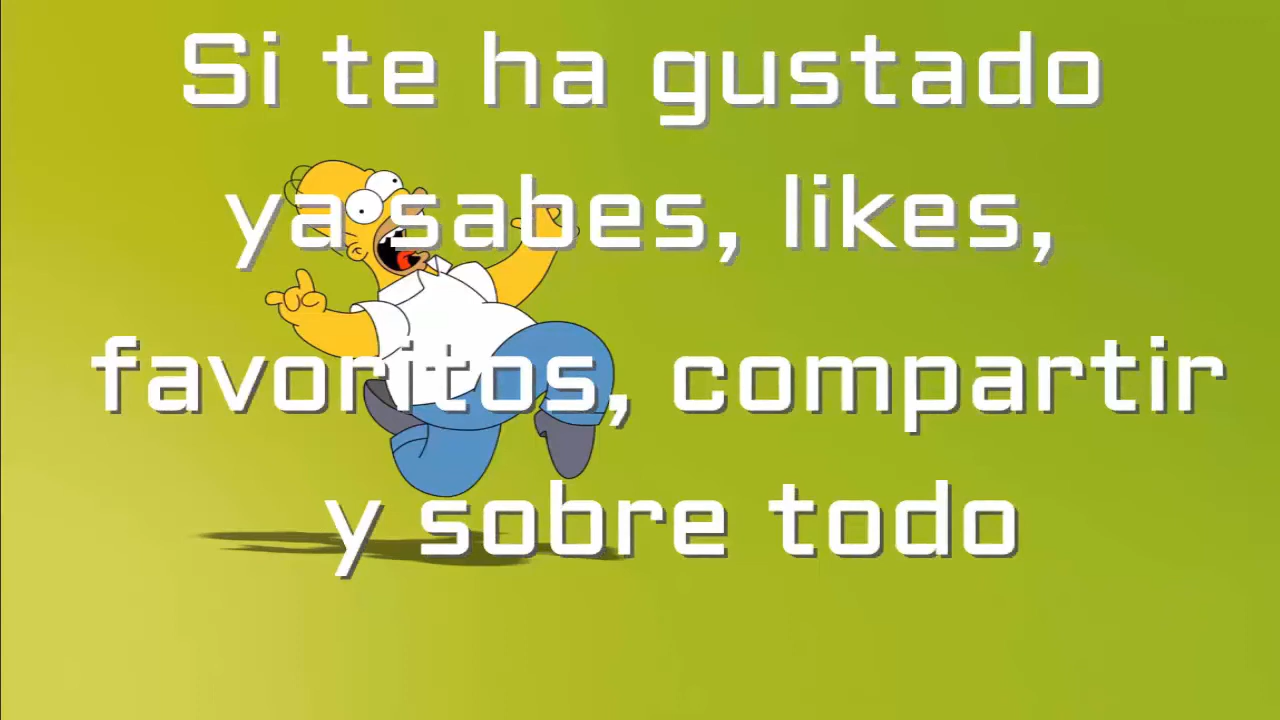 Si te ha gustado
ya sabes, likes,
favoritos, compartir
y sobre todo